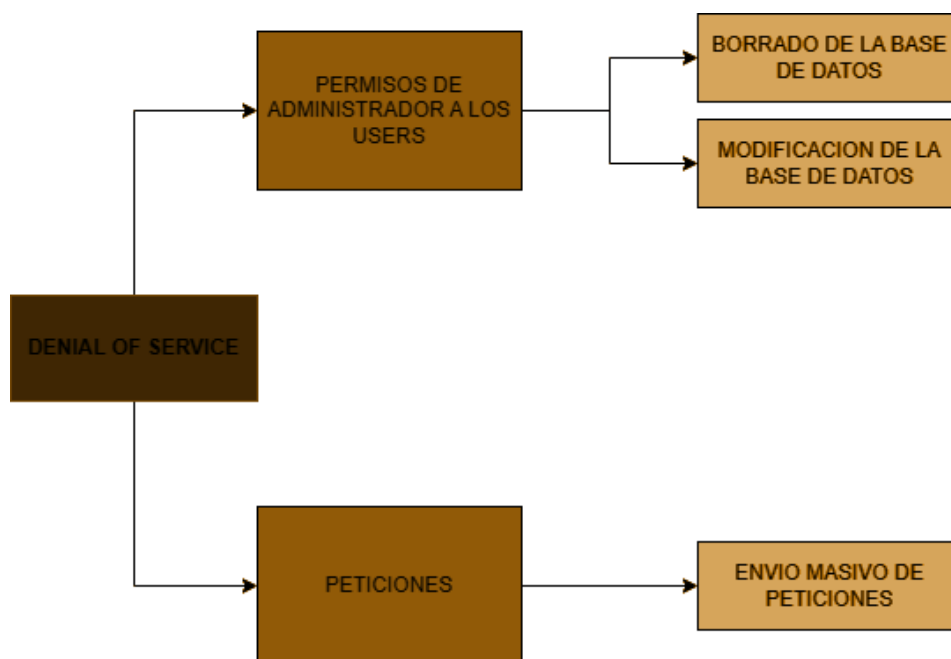 BORRADO DE LA BASE
DE DATOS
PERMISOS DE
ADMINISTRADOR A LOS
USERS
MODIFICACION DE LA
BASE DE DATOS
DENIAL OF SERVICE
PETICIONES
ENVIO MASIVO DE
PETICIONES